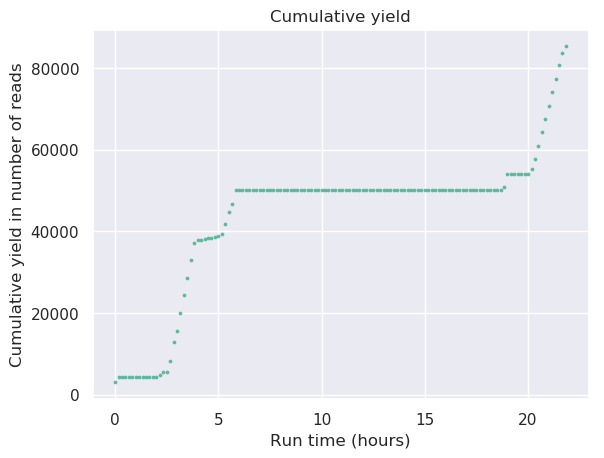 Cumulative yield
Cumulative yield in number of reads
80000
60000
40000
20000
0
0 5 10 15 20
Run time (hours)